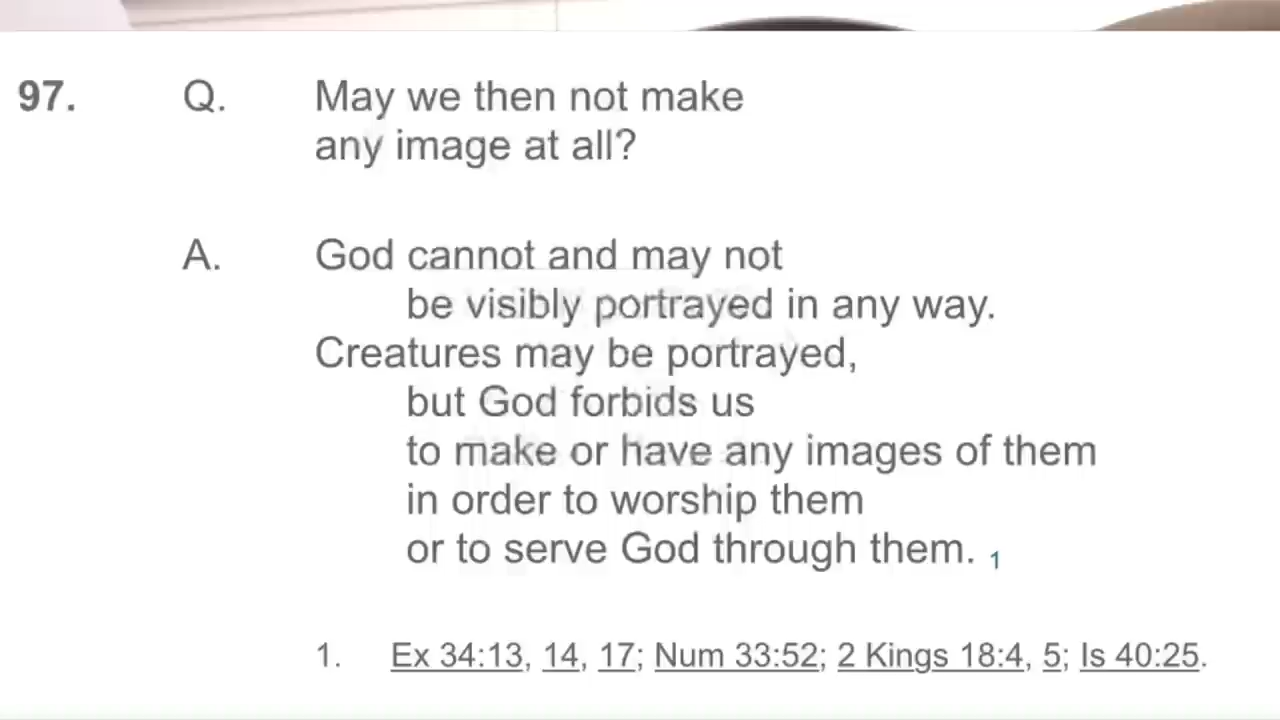 97. Q. May we then not make
any image at all?
A. God cannot and may not
be visibly portrayed in any way.
Creatures may be portrayed,
but God forbids us
to make or have any images of them
in order to worship them
or to serve God through them. 1
1. Ex 34:13, 14, 17; Num 33:52; 2 Kings 18:4, 5; Is 40:25.